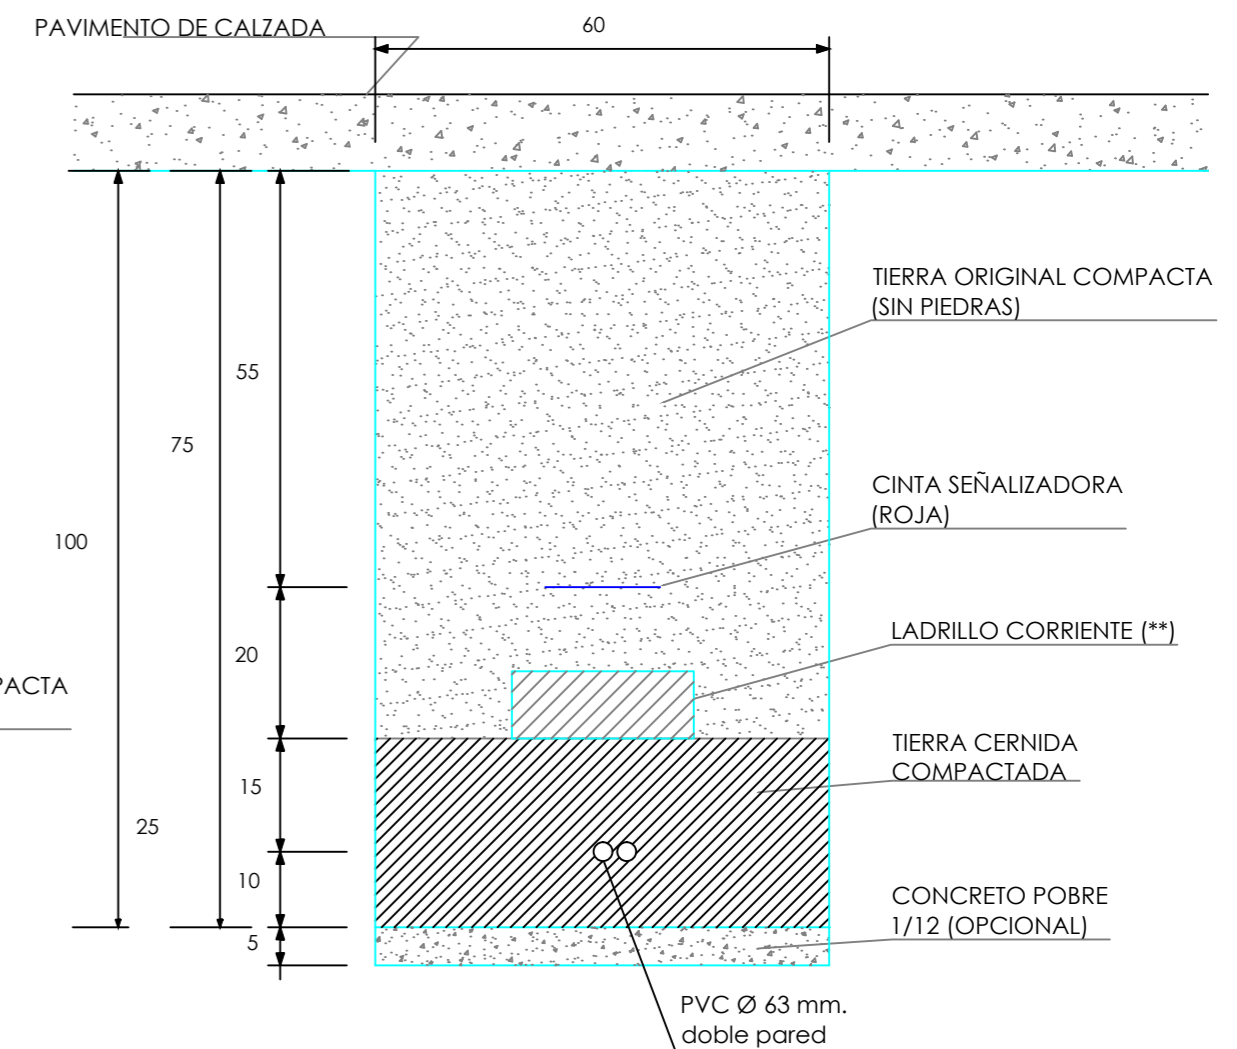 PAVIMENTO DE CALZADA
60
TIERRA ORIGINAL COMPACTA
(SIN PIEDRAS)
55
75
CINTA SEÑALIZADORA
(ROJA)
100
LADRILLO CORRIENTE (**)
20
PACTA
TIERRA CERNIDA
COMPACTADA
15
25
10
CONCRETO POBRE
1/12 (OPCIONAL)
5
PVC Ø 63 mm.
doble pared